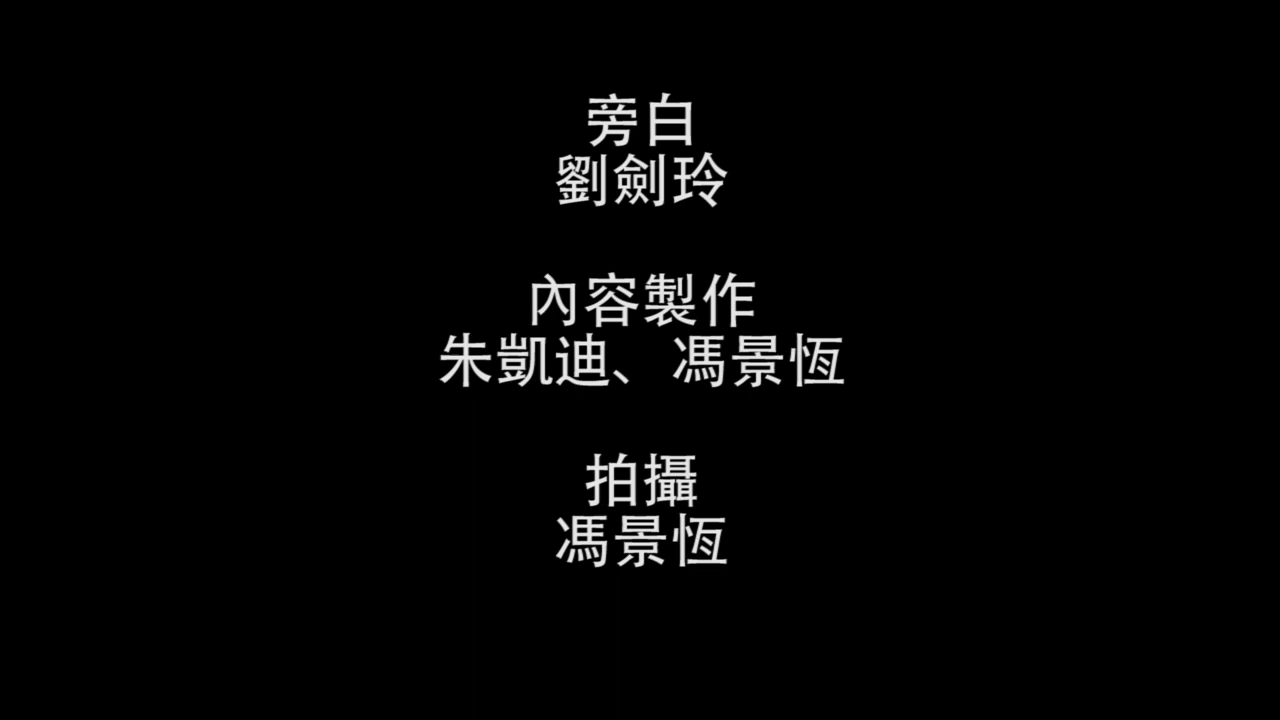 旁白
劉劍玲
內容製作
朱凱迪、馮景恆
拍攝
馮景恆